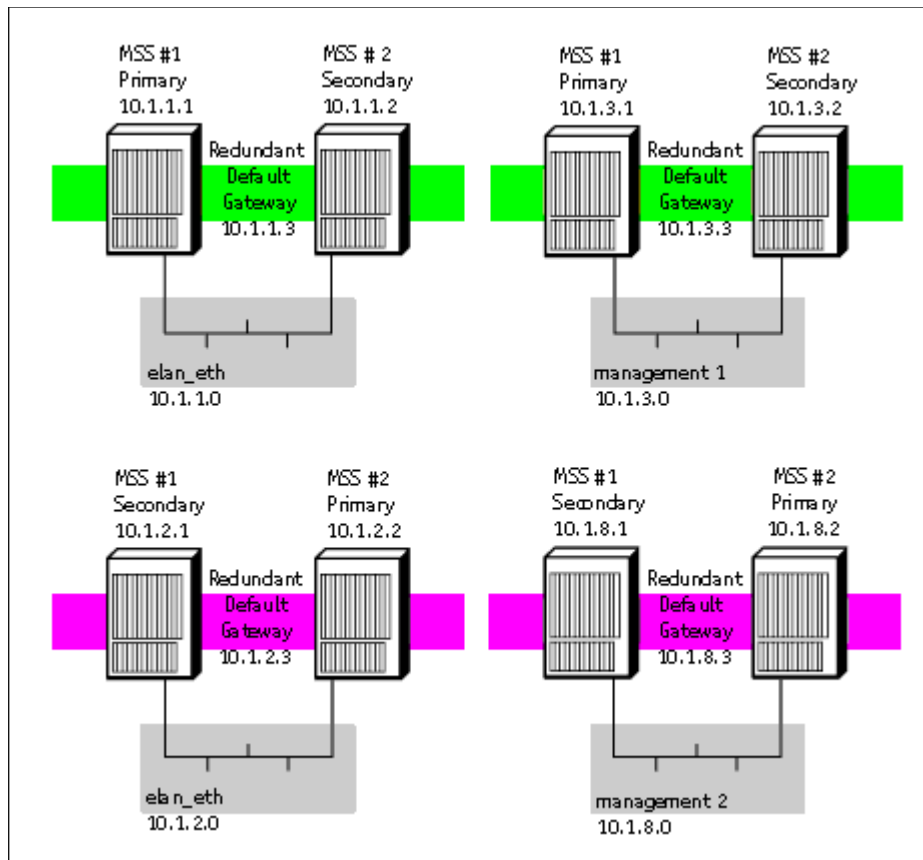 MSS #1
Primary
10.1.1.1
MSS # 2
Secondary
10.1.1.2
Redundant
Default
Gateway
10.1.1.3
elan_eth
10.1.1.0
MSS #1
Primary
10.1.3.1
MSS #2
Secondary
10.1.3.2
Redundant
Default
Gateway
10.1.3.3
management 1
10.1.3.0
MSS #1
Secondary
10.1.2.1
MSS #2
Primary
10.1.2.2
Redundant
Default
Gateway
10.1.2.3
elan_eth
10.1.2.0
MSS #1
Secondary
10.1.8.1
MSS #2
Primary
10.1.8.2
Redundant
Default
Gateway
10.1.8.3
management 2
10.1.8.0